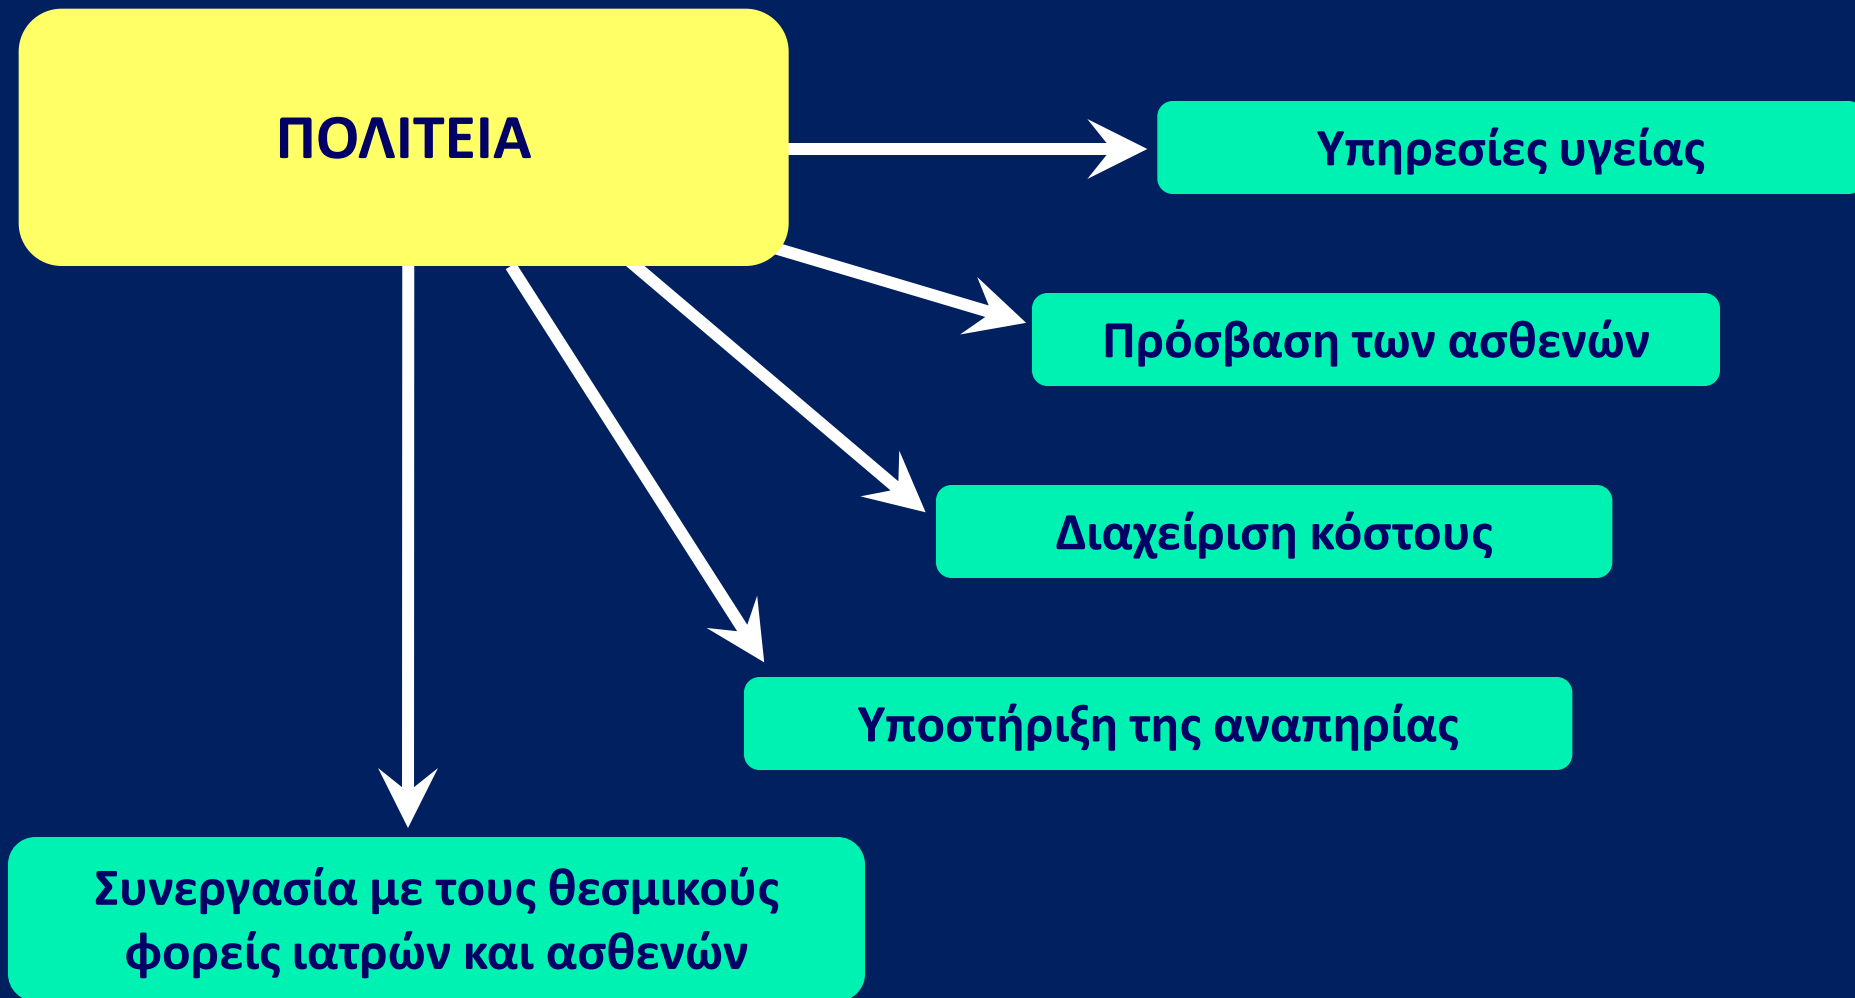 ΠΟΛΙΤΕΙΑ
Υπηρεσίες υγείας
Πρόσβαση των ασθενών
Διαχείριση κόστους
Υποστήριξη της αναπηρίας
Συνεργασία με τους θεσμικούς
φορείς ιατρών και ασθενών